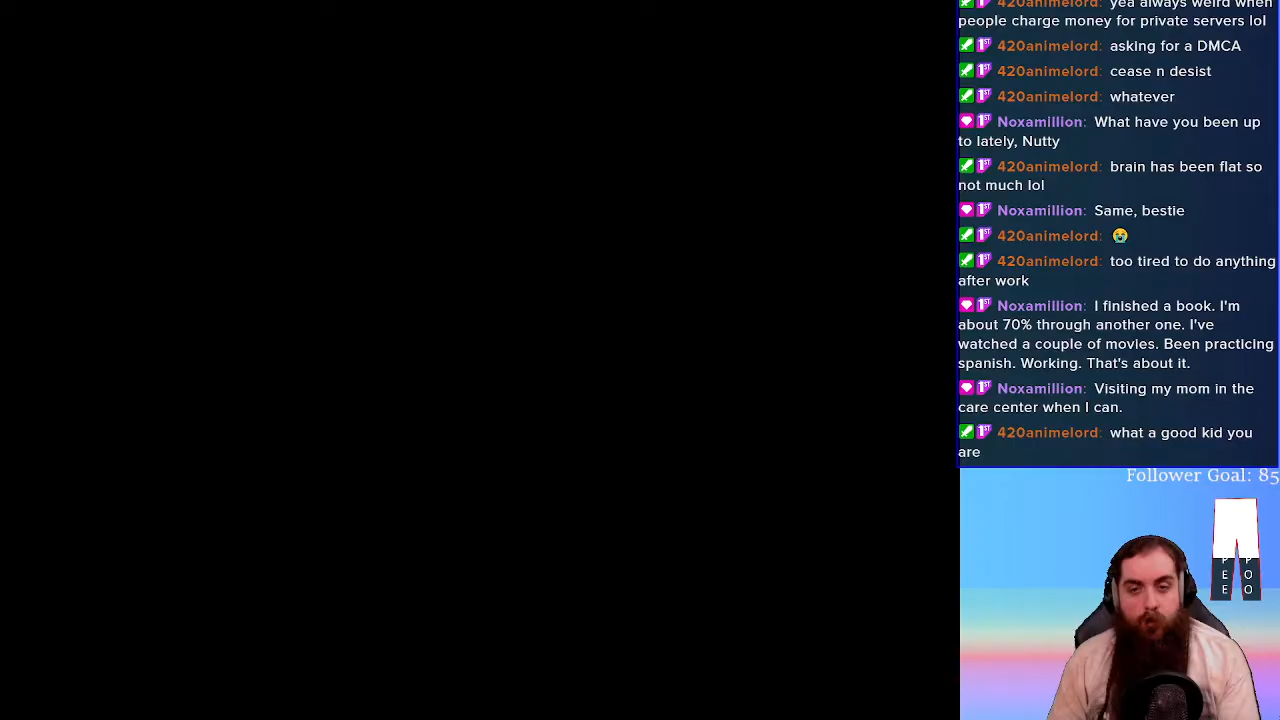 420animelord: yea always weird when
people charge money for private servers lol
420animelord: asking for a DMCA
420animelord: cease n desist
420animelord: whatever
Noxamillion: What have you been up
to lately, Nutty
420animelord: brain has been flat so
not much lol
Noxamillion: Same, bestie
420animelord: 😭
420animelord: too tired to do anything
after work
Noxamillion: I finished a book. I'm
about 70% through another one. I've
watched a couple of movies. Been practicing
spanish. Working. That's about it.
Noxamillion: Visiting my mom in the
care center when I can.
420animelord: what a good kid you
are
Follower Goal: 85
PEE
POO